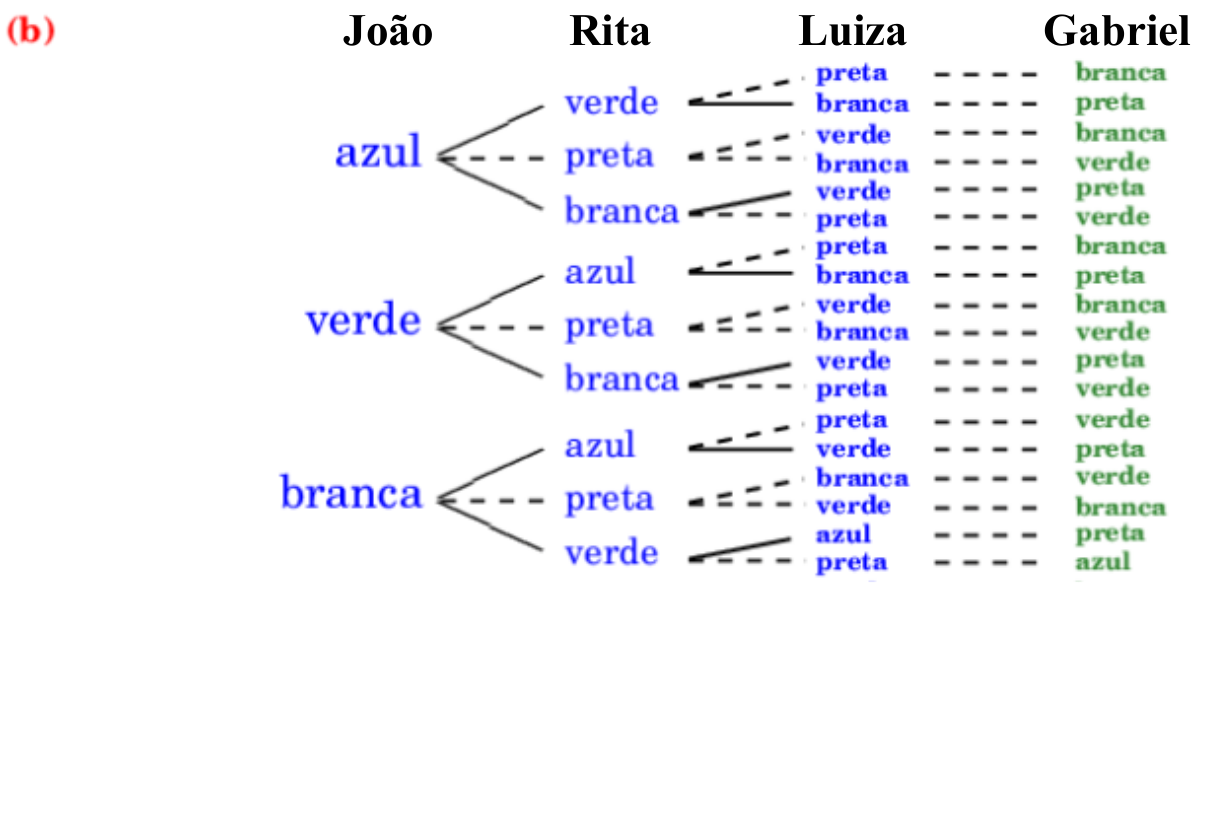 (b) João Rita Luiza Gabriel
preta branca
verde branca preta
verde branca
azul preta branca verde
verde preta
branca preta verde
preta branca
azul branca preta
verde branca
verde preta branca verde
verde preta
branca preta verde
preta verde
azul verde preta
branca verde
branca preta verde branca
azul preta
verde preta azul